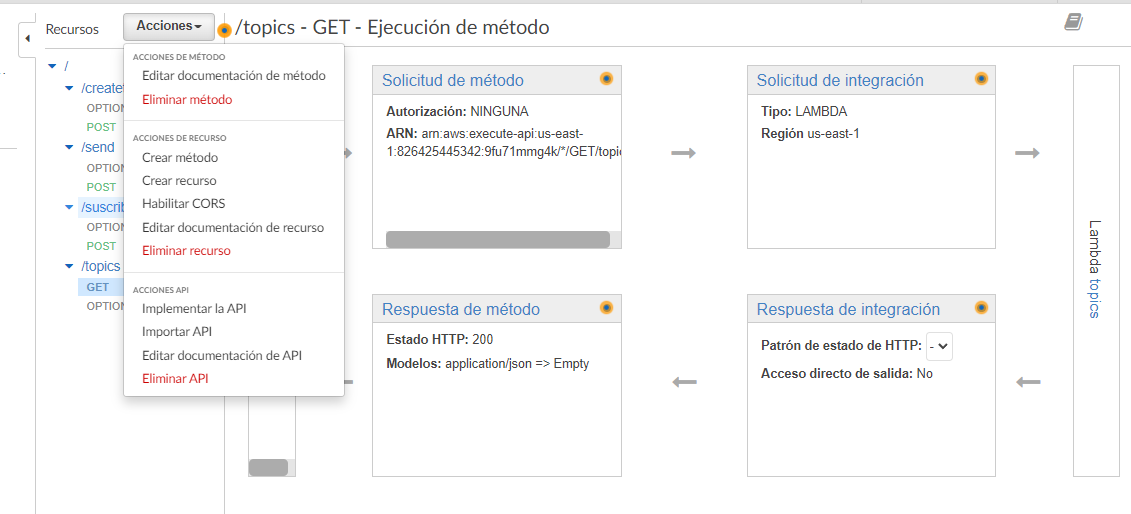 Recursos
Acciones
/topics - GET - Ejecución de método
ACCIONES DE MÉTODO
Editar documentación de método
Eliminar método
ACCIONES DE RECURSO
Crear método
Crear recurso
Habilitar CORS
Editar documentación de recurso
Eliminar recurso
ACCIONES API
Implementar la API
Importar API
Editar documentación de API
Eliminar API
/
/create
OPTION
POST
/send
OPTION
POST
/suscrib
OPTION
POST
/topics
GET
OPTION
Solicitud de método
Autorización: NINGUNA
ARN: arn:aws:execute-api:us-east-
1:826425445342:9fu71mmg4k/*/GET/topic
Solicitud de integración
Tipo: LAMBDA
Región us-east-1
Respuesta de método
Estado HTTP: 200
Modelos: application/json => Empty
Respuesta de integración
Patrón de estado de HTTP: -
Acceso directo de salida: No
Lambda topics